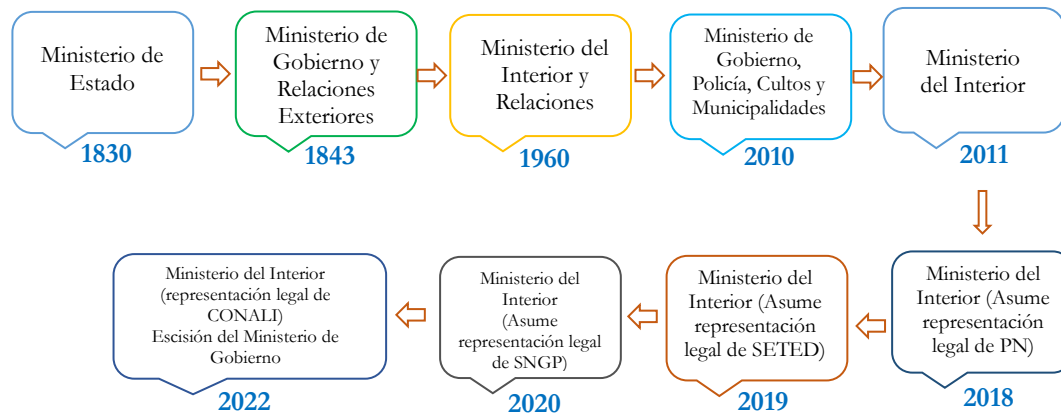 Ministerio de
Estado
1830
Ministerio de
Gobierno y
Relaciones
Exteriores
1843
Ministerio del
Interior y
Relaciones
1960
Ministerio de
Gobierno,
Policía, Cultos y
Municipalidades
2010
Ministerio
del Interior
2011
Ministerio del
Interior (Asume
representación
legal de PN)
2018
Ministerio del
Interior (Asume
representación
legal de SETED)
2019
Ministerio del
Interior
(Asume
representación legal
de SNGP)
2020
Ministerio del Interior
(representación legal de
CONALI)
Escisión del Ministerio de
Gobierno
2022